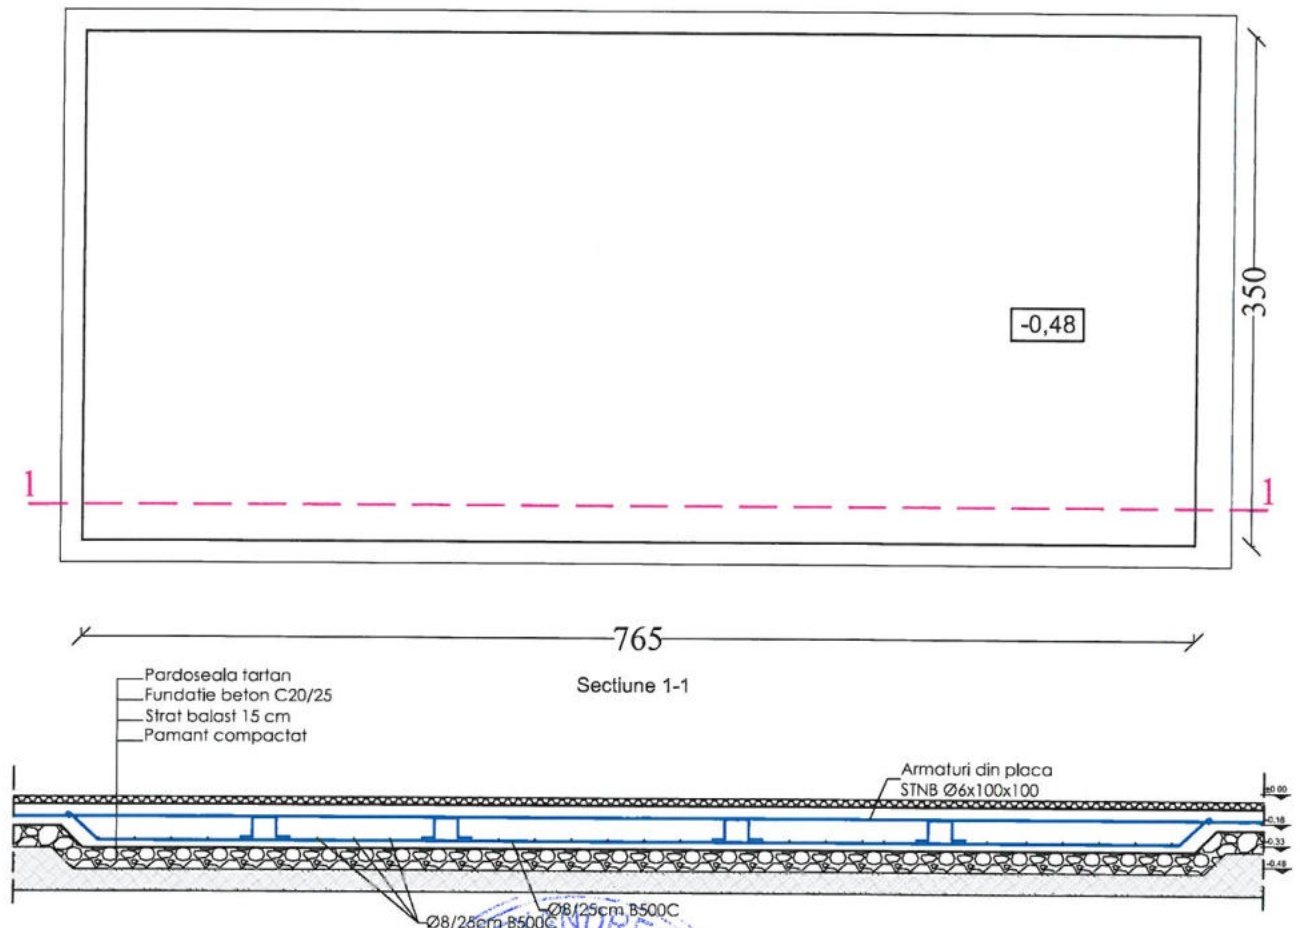 350
-0,48
1
1
765
Sectiune 1-1
Pardoseala tartan
Fundatie beton C20/25
Strat balast 15 cm
Pamant compactat
Armaturi din placa
STNB Ø6x100x100
±0.00
-0.18
-0.33
-0.48
Ø8/25cm B500C
Ø8/25cm B500C